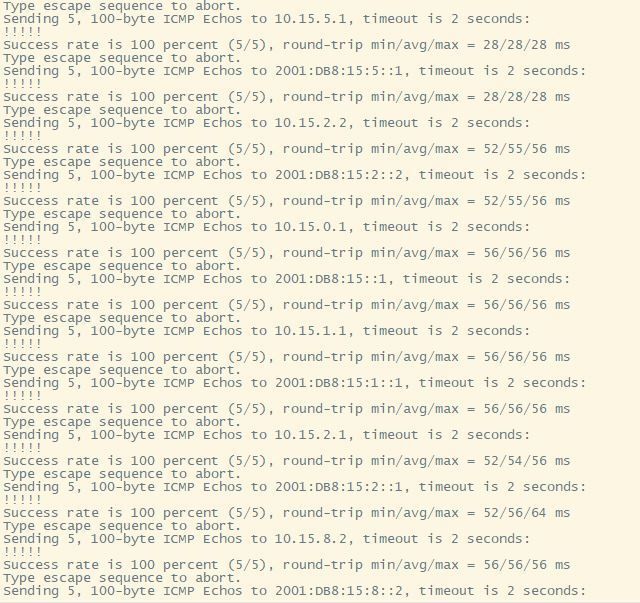 Type escape sequence to abort.
Sending 5, 100-byte ICMP Echos to 10.15.5.1, timeout is 2 seconds:
!!!!!
Success rate is 100 percent (5/5), round-trip min/avg/max = 28/28/28 ms
Type escape sequence to abort.
Sending 5, 100-byte ICMP Echos to 2001:DB8:15:5::1, timeout is 2 seconds:
!!!!!
Success rate is 100 percent (5/5), round-trip min/avg/max = 28/28/28 ms
Type escape sequence to abort.
Sending 5, 100-byte ICMP Echos to 10.15.2.2, timeout is 2 seconds:
!!!!!
Success rate is 100 percent (5/5), round-trip min/avg/max = 52/55/56 ms
Type escape sequence to abort.
Sending 5, 100-byte ICMP Echos to 2001:DB8:15:2::2, timeout is 2 seconds:
!!!!!
Success rate is 100 percent (5/5), round-trip min/avg/max = 52/55/56 ms
Type escape sequence to abort.
Sending 5, 100-byte ICMP Echos to 10.15.0.1, timeout is 2 seconds:
!!!!!
Success rate is 100 percent (5/5), round-trip min/avg/max = 56/56/56 ms
Type escape sequence to abort.
Sending 5, 100-byte ICMP Echos to 2001:DB8:15::1, timeout is 2 seconds:
!!!!!
Success rate is 100 percent (5/5), round-trip min/avg/max = 56/56/56 ms
Type escape sequence to abort.
Sending 5, 100-byte ICMP Echos to 10.15.1.1, timeout is 2 seconds:
!!!!!
Success rate is 100 percent (5/5), round-trip min/avg/max = 56/56/56 ms
Type escape sequence to abort.
Sending 5, 100-byte ICMP Echos to 2001:DB8:15:1::1, timeout is 2 seconds:
!!!!!
Success rate is 100 percent (5/5), round-trip min/avg/max = 56/56/56 ms
Type escape sequence to abort.
Sending 5, 100-byte ICMP Echos to 10.15.2.1, timeout is 2 seconds:
!!!!!
Success rate is 100 percent (5/5), round-trip min/avg/max = 52/54/56 ms
Type escape sequence to abort.
Sending 5, 100-byte ICMP Echos to 2001:DB8:15:2::1, timeout is 2 seconds:
!!!!!
Success rate is 100 percent (5/5), round-trip min/avg/max = 52/56/64 ms
Type escape sequence to abort.
Sending 5, 100-byte ICMP Echos to 10.15.8.2, timeout is 2 seconds:
!!!!!
Success rate is 100 percent (5/5), round-trip min/avg/max = 56/56/56 ms
Type escape sequence to abort.
Sending 5, 100-byte ICMP Echos to 2001:DB8:15:8::2, timeout is 2 seconds: